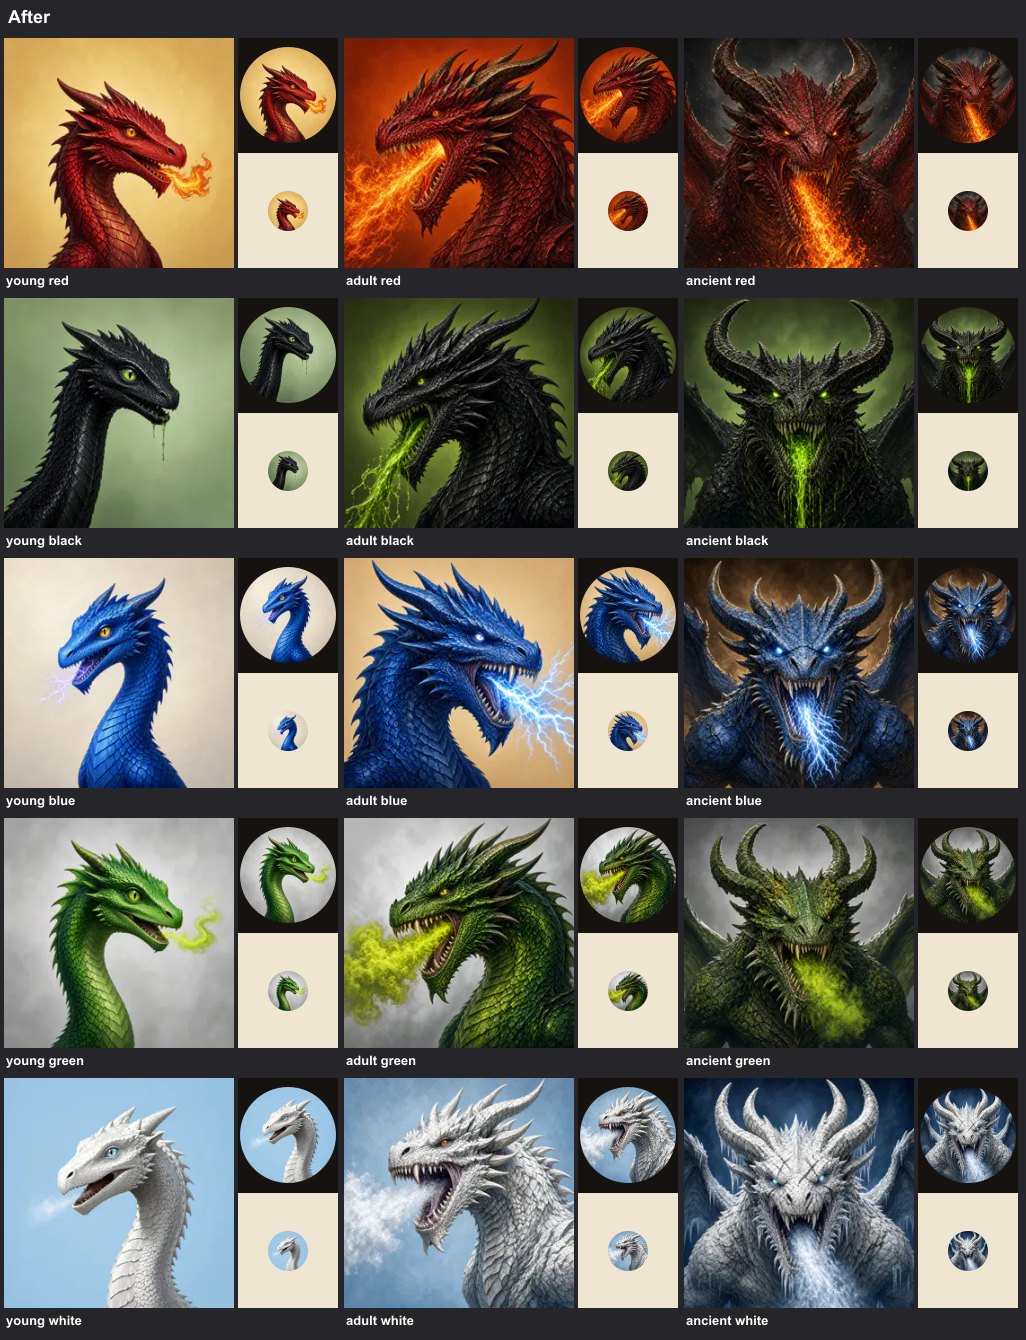 After
young red
adult red
ancient red
young black
adult black
ancient black
young blue
adult blue
ancient blue
young green
adult green
ancient green
young white
adult white
ancient white